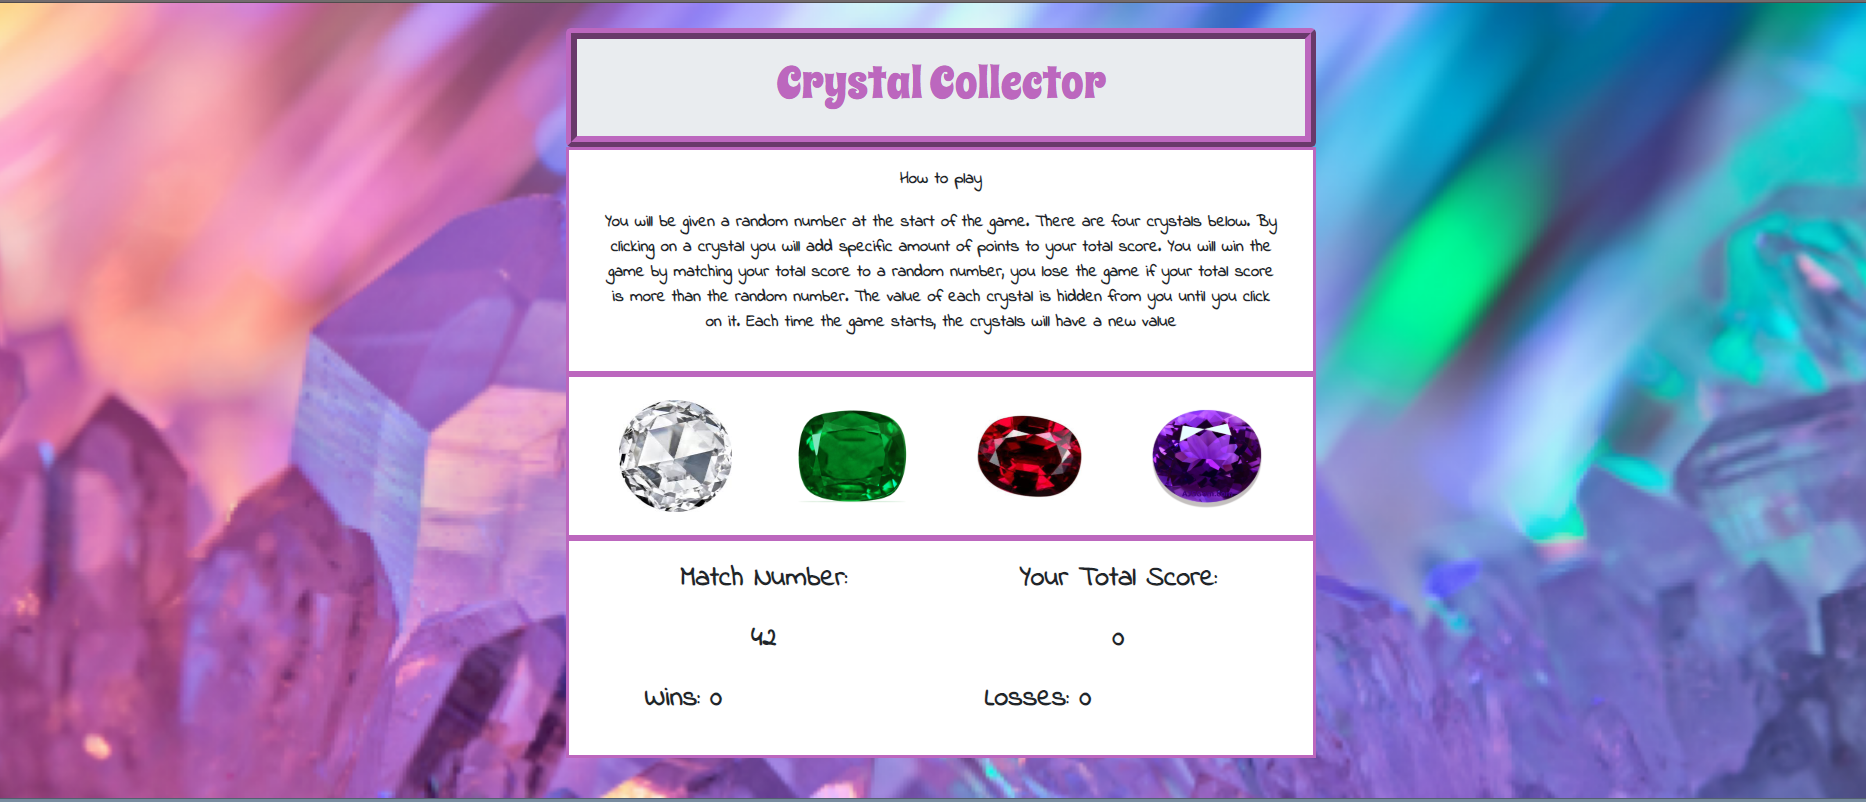 Crystal Collector
How to play
You will be given a random number at the start of the game. There are four crystals below. By
clicking on a crystal you will add specific amount of points to your total score. You will win the
game by matching your total score to a random number, you lose the game if your total score
is more than the random number. The value of each crystal is hidden from you until you click
on it. Each time the game starts, the crystals will have a new value
Match Number:
Your Total Score:
42
0
Wins: 0
Losses: 0